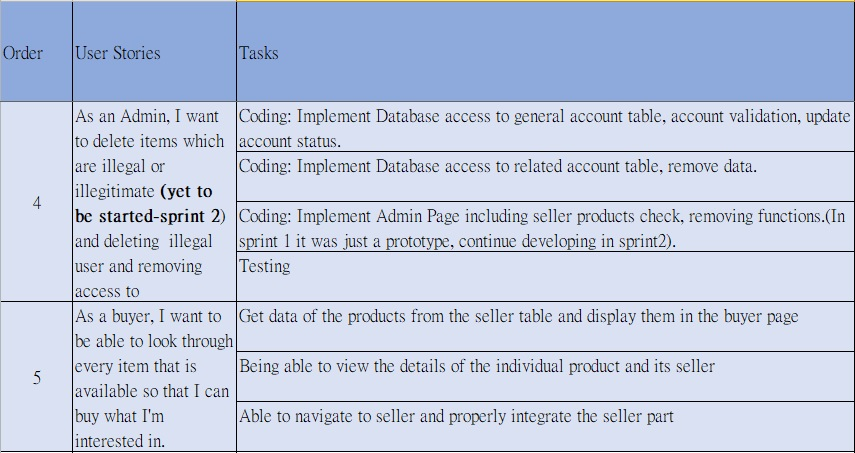 Order
User Stories
Tasks
4
As an Admin, I want
to delete items which
are illegal or
illegitimate (yet to
be started-sprint 2)
and deleting illegal
user and removing
access to
Coding: Implement Database access to general account table, account validation, update
account status.
Coding: Implement Database access to related account table, remove data.
Coding: Implement Admin Page including seller products check, removing functions.(In
sprint 1 it was just a prototype, continue developing in sprint2).
Testing
5
As a buyer, I want to
be able to look through
every item that is
available so that I can
buy what I'm
interested in.
Get data of the products from the seller table and display them in the buyer page
Being able to view the details of the individual product and its seller
Able to navigate to seller and properly integrate the seller part